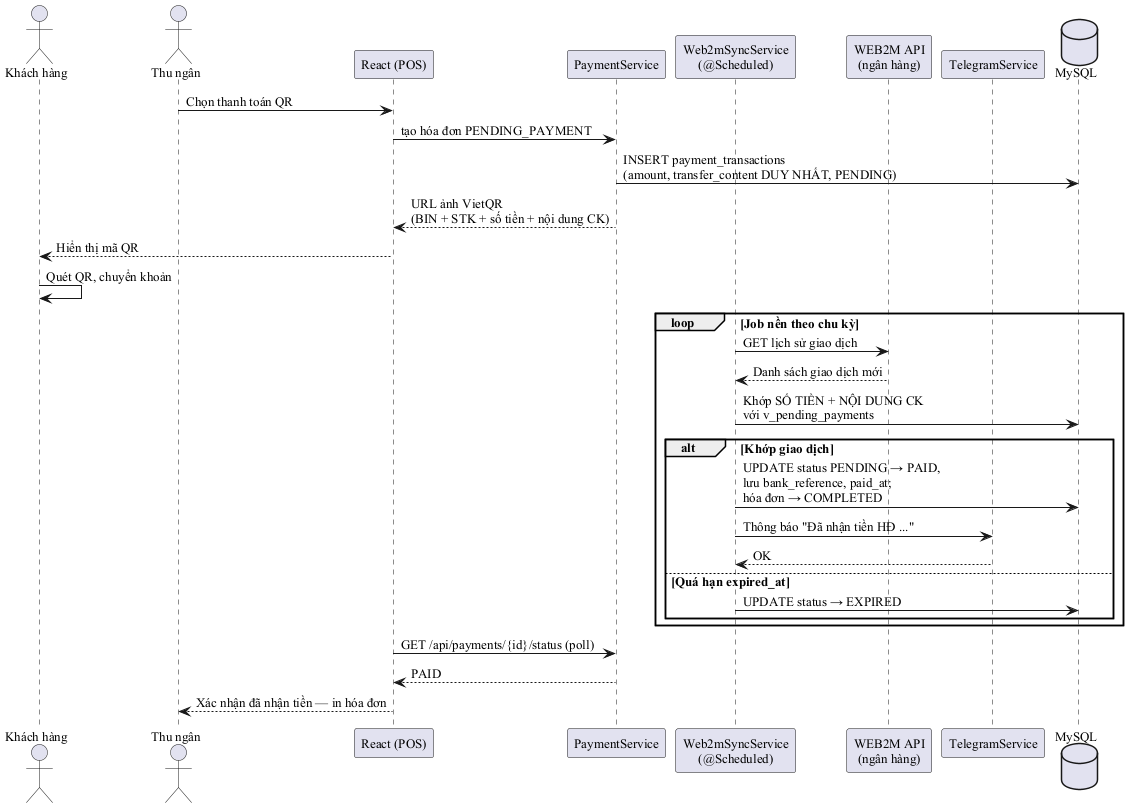 Khách hàng
Thu ngân
React (POS)
PaymentService
Web2mSyncService
(@Scheduled)
WEB2M API
(ngân hàng)
TelegramService
MySQL
Chọn thanh toán QR
tạo hóa đơn PENDING_PAYMENT
INSERT payment_transactions
(amount, transfer_content DUY NHẤT, PENDING)
URL ảnh VietQR
(BIN + STK + số tiền + nội dung CK)
Hiển thị mã QR
Quét QR, chuyển khoản
loop [Job nền theo chu kỳ]
GET lịch sử giao dịch
Danh sách giao dịch mới
Khớp SỐ TIỀN + NỘI DUNG CK
với v_pending_payments
alt [Khớp giao dịch]
UPDATE status PENDING → PAID,
lưu bank_reference, paid_at;
hóa đơn → COMPLETED
Thông báo "Đã nhận tiền HĐ ..."
OK
[Quá hạn expired_at]
UPDATE status → EXPIRED
GET /api/payments/{id}/status (poll)
PAID
Xác nhận đã nhận tiền — in hóa đơn
Khách hàng
Thu ngân
React (POS)
PaymentService
Web2mSyncService
(@Scheduled)
WEB2M API
(ngân hàng)
TelegramService
MySQL